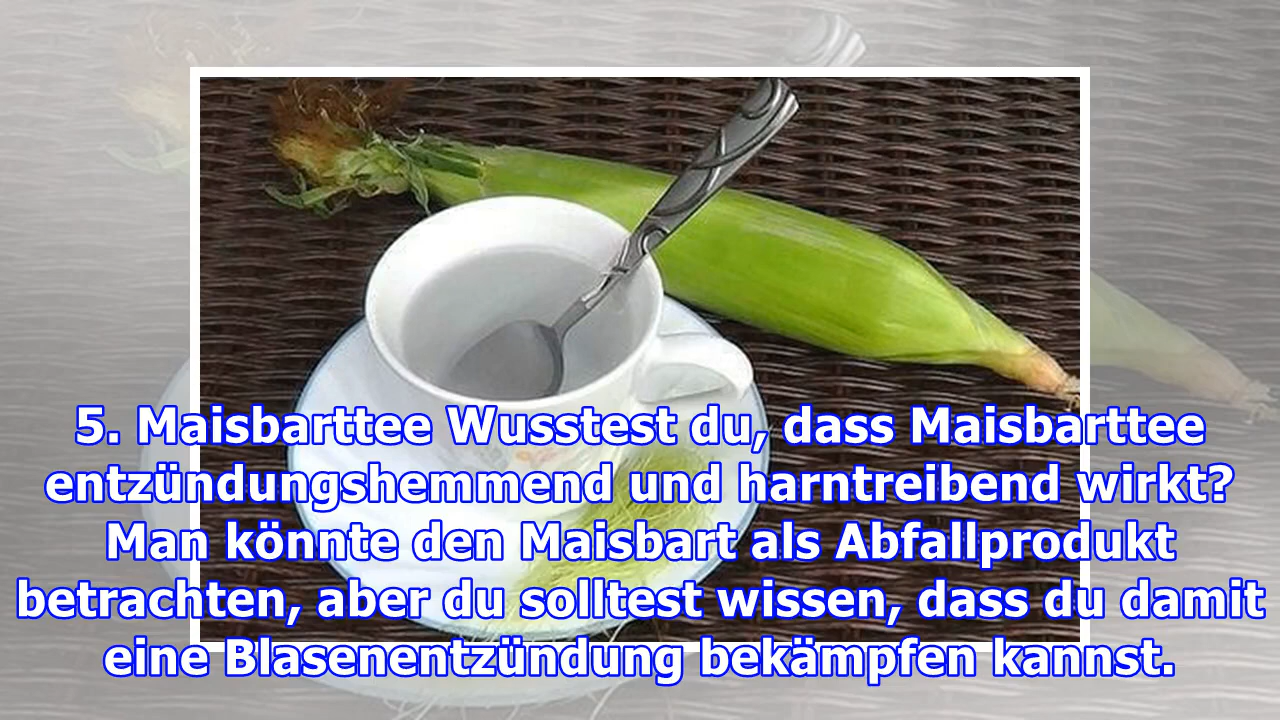 5. Maisbarttee Wusstest du, dass Maisbarttee
entzündungshemmend und harntreibend wirkt?
Man könnte den Maisbart als Abfallprodukt
betrachten, aber du solltest wissen, dass du damit
eine Blasenentzündung bekämpfen kannst.